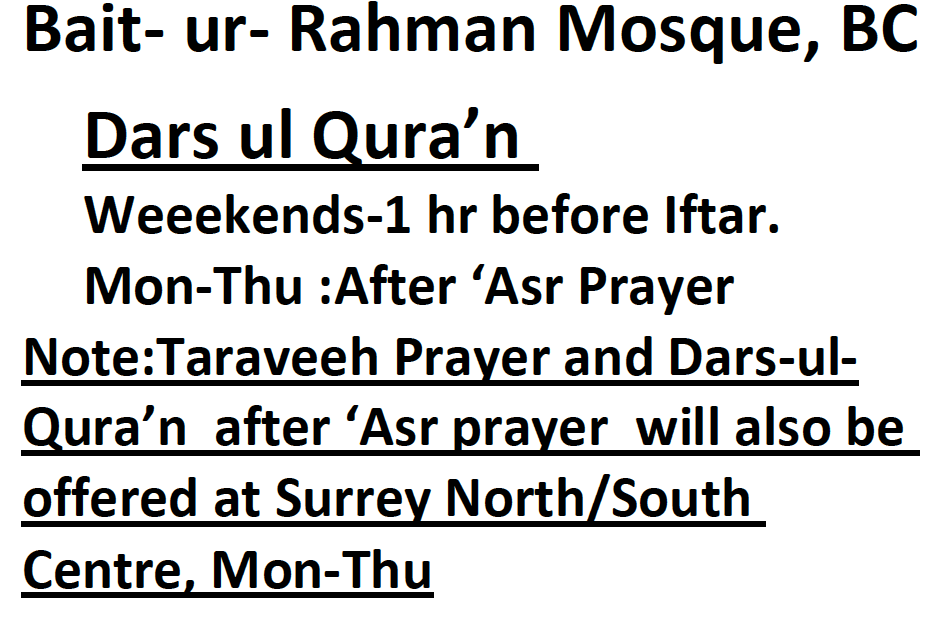 Bait- ur- Rahman Mosque, BC
Dars ul Qura’n
Weeekends-1 hr before Iftar.
Mon-Thu :After ‘Asr Prayer
Note:Taraveeh Prayer and Dars-ul-
Qura’n  after ‘Asr prayer  will also be
offered at Surrey North/South
Centre, Mon-Thu